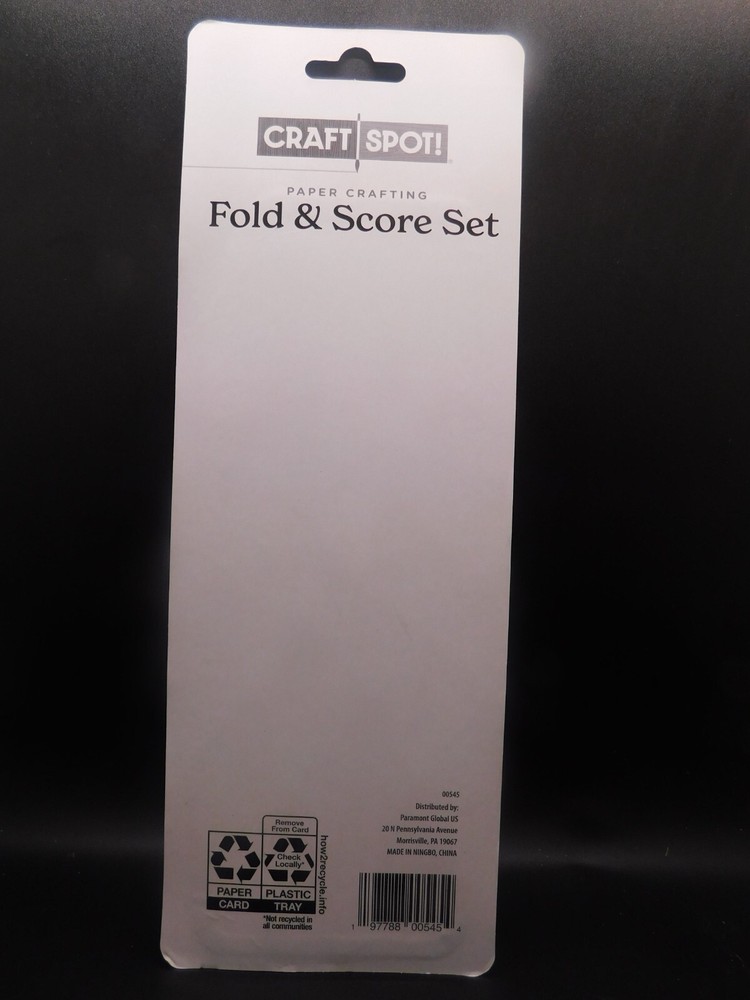 CRAFT SPOT!
PAPER CRAFTING
Fold & Score Set
00545
Distributed by:
Paramont Global US
20 N Pennsylvania Avenue
Morrisville, PA 19067
MADE IN NINGBO, CHINA
Remove
From Card
Check
Locally*
PAPER
CARD
PLASTIC
TRAY
*Not recycled in
all communities
how2recycle.info
1 97788 00545 4